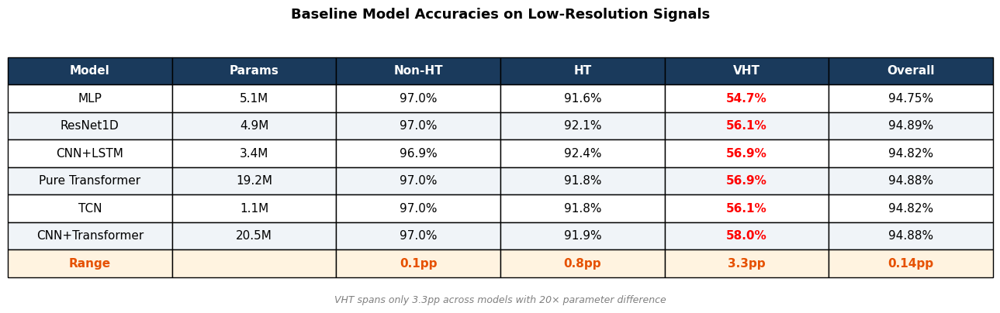 Baseline Model Accuracies on Low-Resolution Signals
Model Params Non-HT HT VHT Overall
MLP 5.1M 97.0% 91.6% 54.7% 94.75%
ResNet1D 4.9M 97.0% 92.1% 56.1% 94.89%
CNN+LSTM 3.4M 96.9% 92.4% 56.9% 94.82%
Pure Transformer 19.2M 97.0% 91.8% 56.9% 94.88%
TCN 1.1M 97.0% 91.8% 56.1% 94.82%
CNN+Transformer 20.5M 97.0% 91.9% 58.0% 94.88%
Range 0.1pp 0.8pp 3.3pp 0.14pp
VHT spans only 3.3pp across models with 20× parameter difference